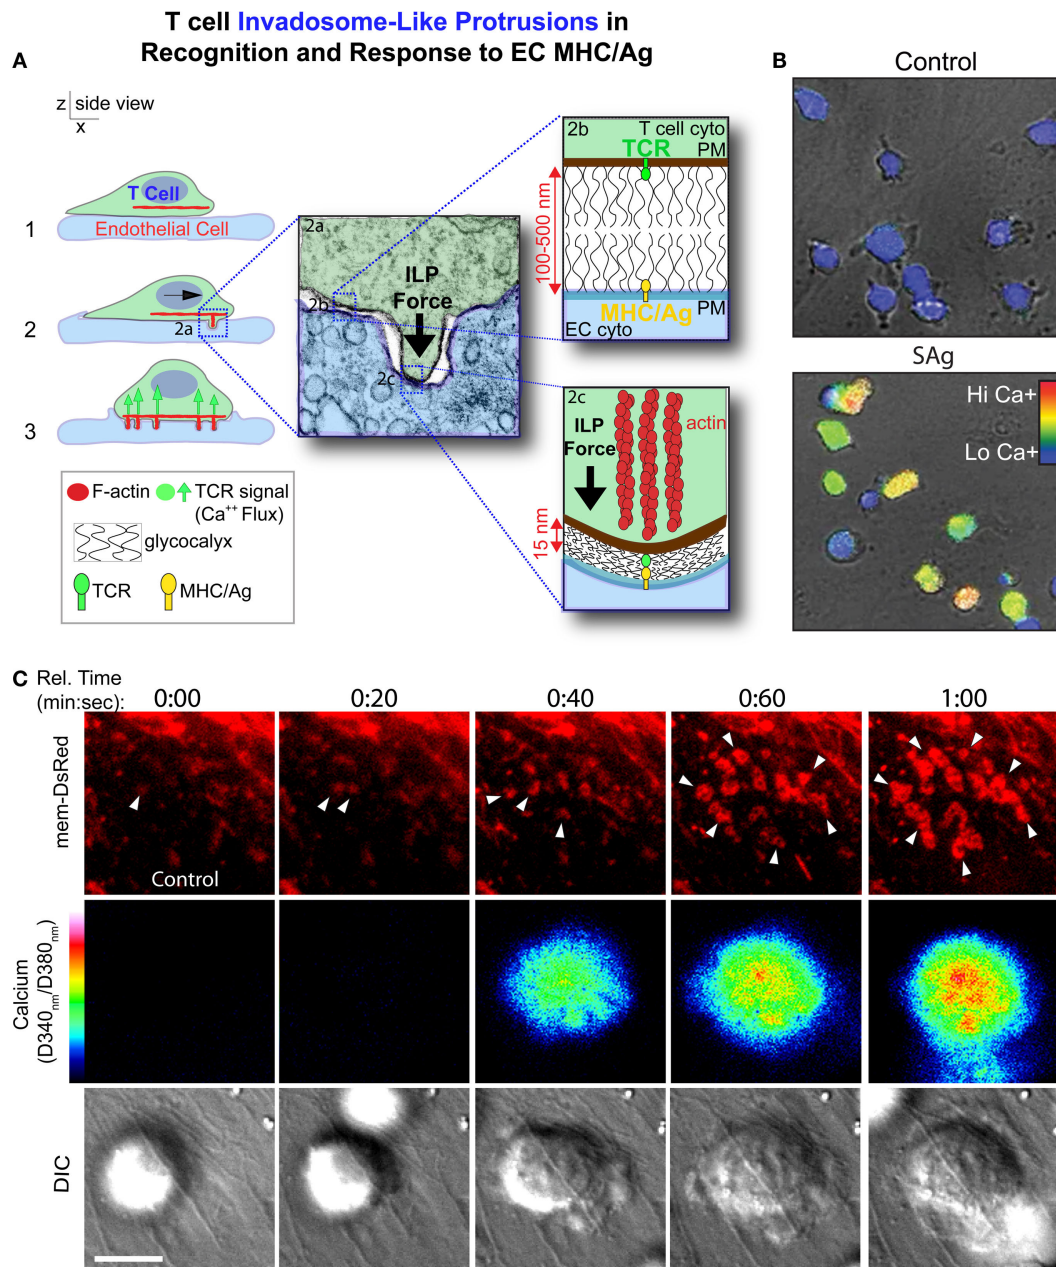 T cell Invadosome-Like Protrusions in
Recognition and Response to EC MHC/Ag
A
z
side view
x
1
T Cell
Endothelial Cell
2
2a
3
2a
2b
ILP
Force
2c
2b
T cell cyto
TCR
PM
100-500 nm
MHC/Ag
PM
EC cyto
2c
ILP
Force
actin
15 nm
F-actin
TCR signal
(Ca++ Flux)
glycocalyx
TCR
MHC/Ag
B
Control
SAg
Hi Ca+
Lo Ca+
C
Rel. Time
(min:sec):
0:00
0:20
0:40
0:60
1:00
mem-DsRed
Control
Calcium
(D340nm/D380nm)
DIC